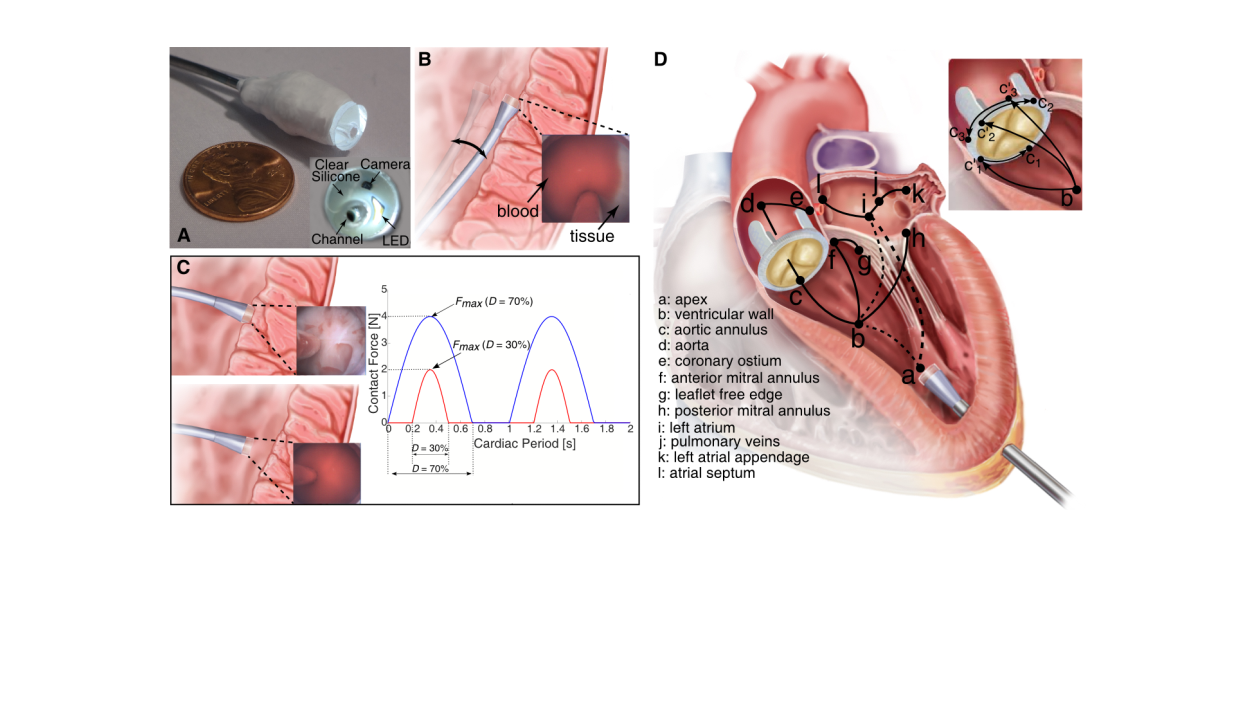 A
Clear
Silicone
Camera
Channel
LED
B
blood
tissue
C
Contact Force [N]
5
4
3
2
1
0
Fmax (D = 70%)
Fmax (D = 30%)
0 0.2 0.4 0.6 0.8 1 1.2 1.4 1.6 1.8 2
Cardiac Period [s]
D = 30%
D = 70%
D
d
e
l
j
k
i
h
f
g
c
b
a
a: apex
b: ventricular wall
c: aortic annulus
d: aorta
e: coronary ostium
f: anterior mitral annulus
g: leaflet free edge
h: posterior mitral annulus
i: left atrium
j: pulmonary veins
k: left atrial appendage
l: atrial septum
c'3
c2
c3
c'2
c'1
c1
b